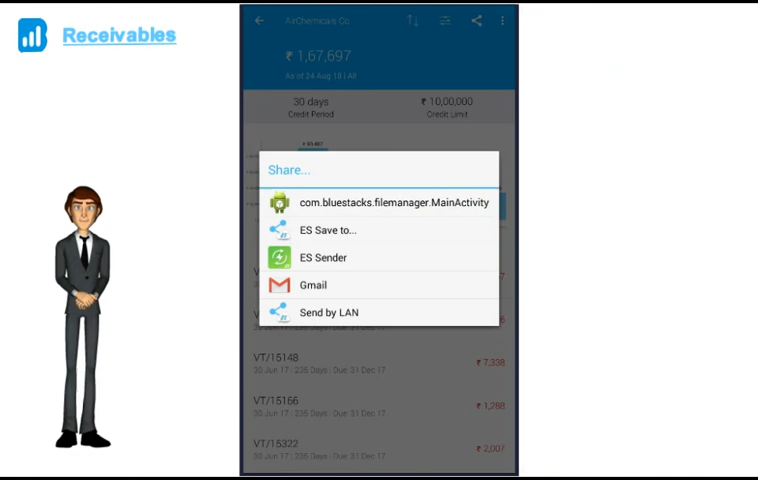 Receivables
AirChemicals Co
₹ 1,67,697
As of 24 Aug 18 | All
30 days
₹ 10,00,000
Credit Period
Credit Limit
Share...
com.bluestacks.filemanager.MainActivity
ES Save to...
ES Sender
Gmail
Send by LAN
VT/15148
₹ 7,338
30 Jun 17 | 235 Days | Due: 31 Dec 17
VT/15166
₹ 1,288
30 Jun 17 | 235 Days | Due: 31 Dec 17
VT/15322
₹ 2,007
30 Jun 17 | 235 Days | Due: 31 Dec 17